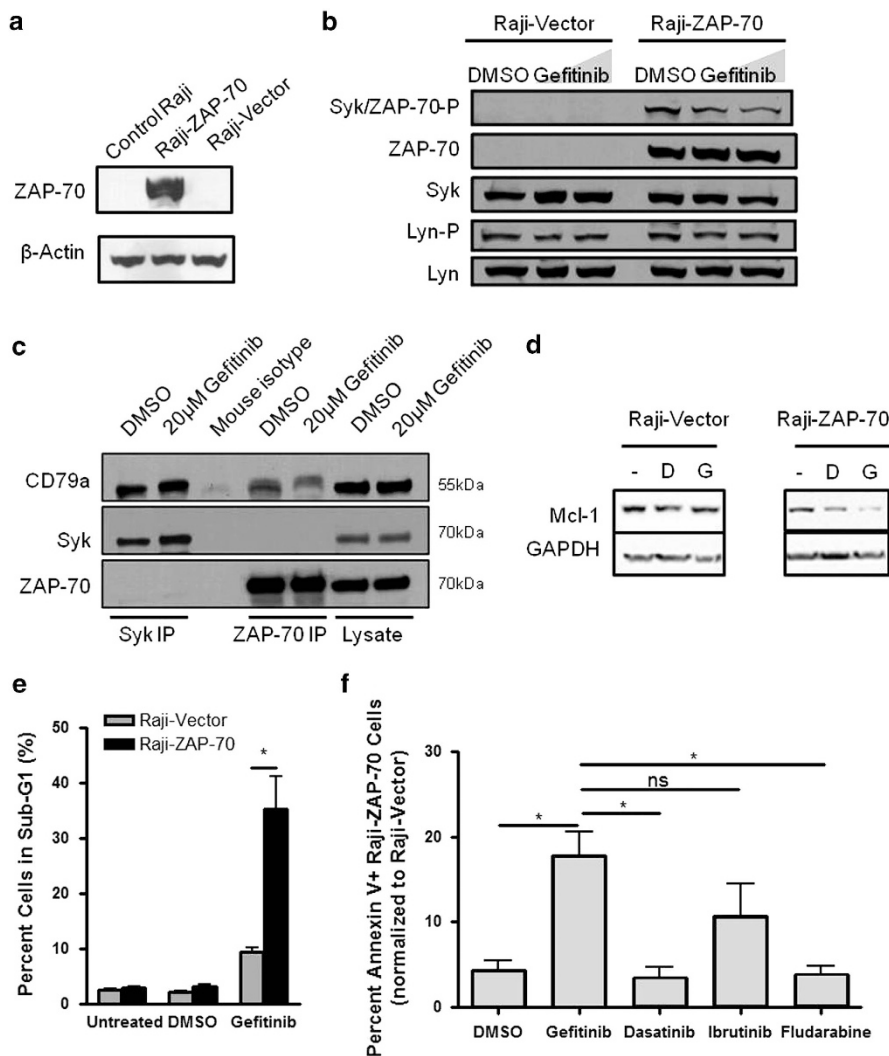 a
Control Raji
Raji-ZAP-70
Raji-Vector
ZAP-70
β-Actin
b
Raji-Vector Raji-ZAP-70
DMSO Gefitinib DMSO Gefitinib
Syk/ZAP-70-P
ZAP-70
Syk
Lyn-P
Lyn
c
DMSO
20μM Gefitinib
Mouse isotype
DMSO
20μM Gefitinib
DMSO
20μM Gefitinib
CD79a 55kDa
Syk 70kDa
ZAP-70 70kDa
Syk IP ZAP-70 IP Lysate
d
Raji-Vector Raji-ZAP-70
- D G - D G
Mcl-1
GAPDH
e
Percent Cells in Sub-G1 (%)
50
40
30
20
10
0
Raji-Vector
Raji-ZAP-70
*
Untreated DMSO Gefitinib
f
Percent Annexin V+ Raji-ZAP-70 Cells
(normalized to Raji-Vector)
30
20
10
0
*
ns
* *
DMSO Gefitinib Dasatinib Ibrutinib Fludarabine